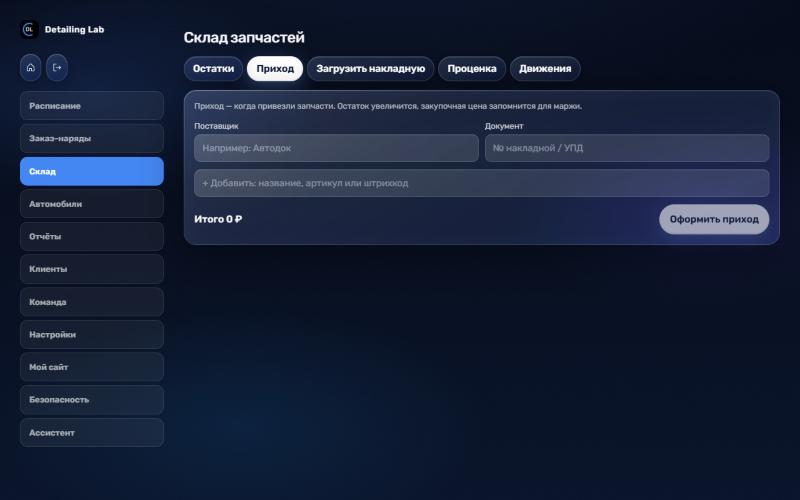 DL
Detailing Lab
Расписание
Заказ-наряды
Склад
Автомобили
Отчёты
Клиенты
Команда
Настройки
Мой сайт
Безопасность
Ассистент
Склад запчастей
Остатки Приход Загрузить накладную Проценка Движения
Приход — когда привезли запчасти. Остаток увеличится, закупочная цена запомнится для маржи.
Поставщик Документ
Например: Автодок № накладной / УПД
+ Добавить: название, артикул или штрихкод
Итого 0 ₽ Оформить приход